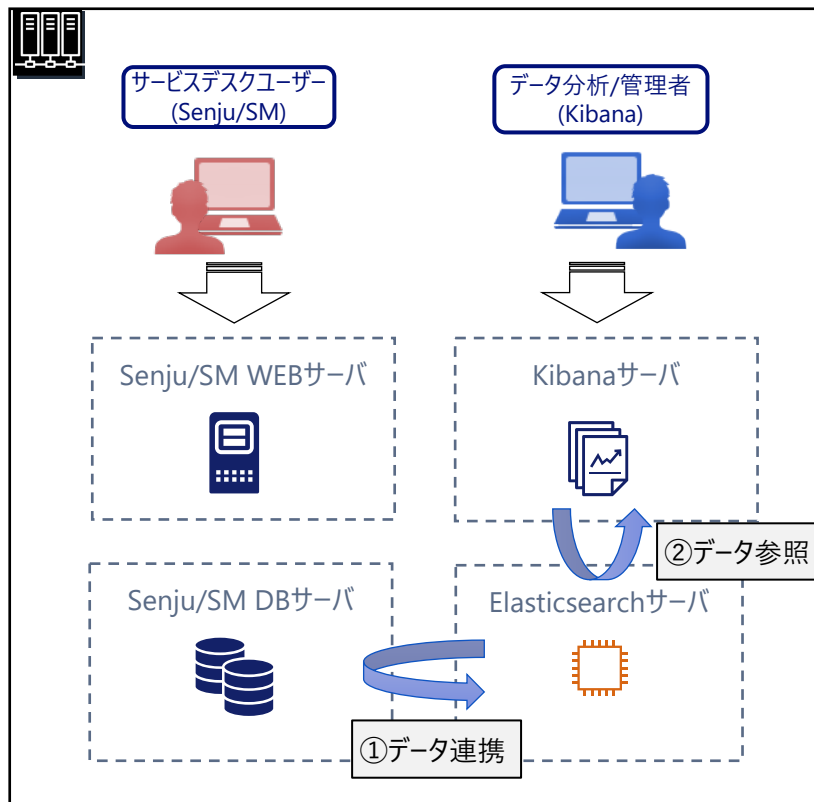 サービスデスクユーザー
(Senju/SM)
データ分析/管理者
(Kibana)
Senju/SM WEBサーバ
Kibanaサーバ
②データ参照
Senju/SM DBサーバ
Elasticsearchサーバ
①データ連携